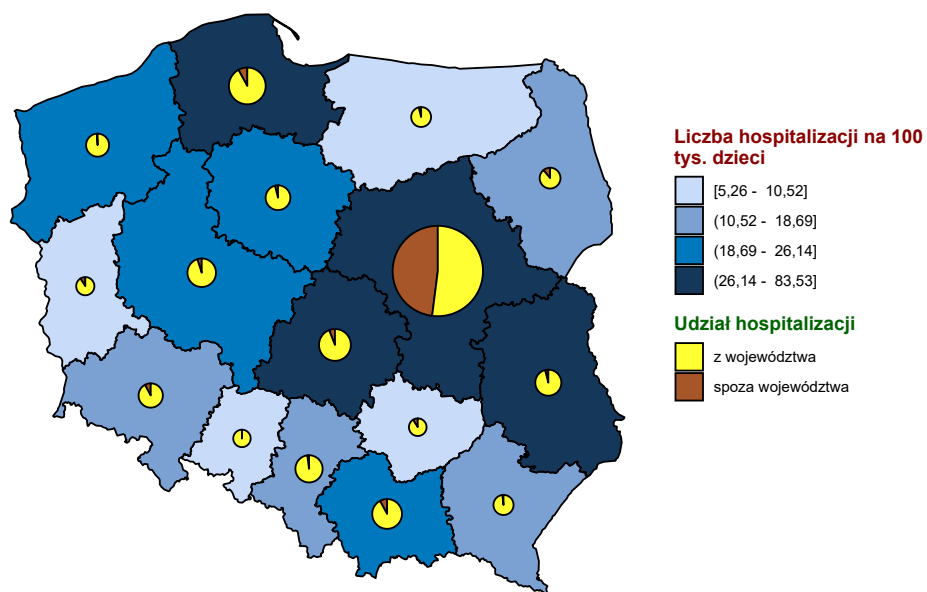 Liczba hospitalizacji na 100
tys. dzieci
[5,26 - 10,52]
(10,52 - 18,69]
(18,69 - 26,14]
(26,14 - 83,53]
Udział hospitalizacji
z województwa
spoza województwa